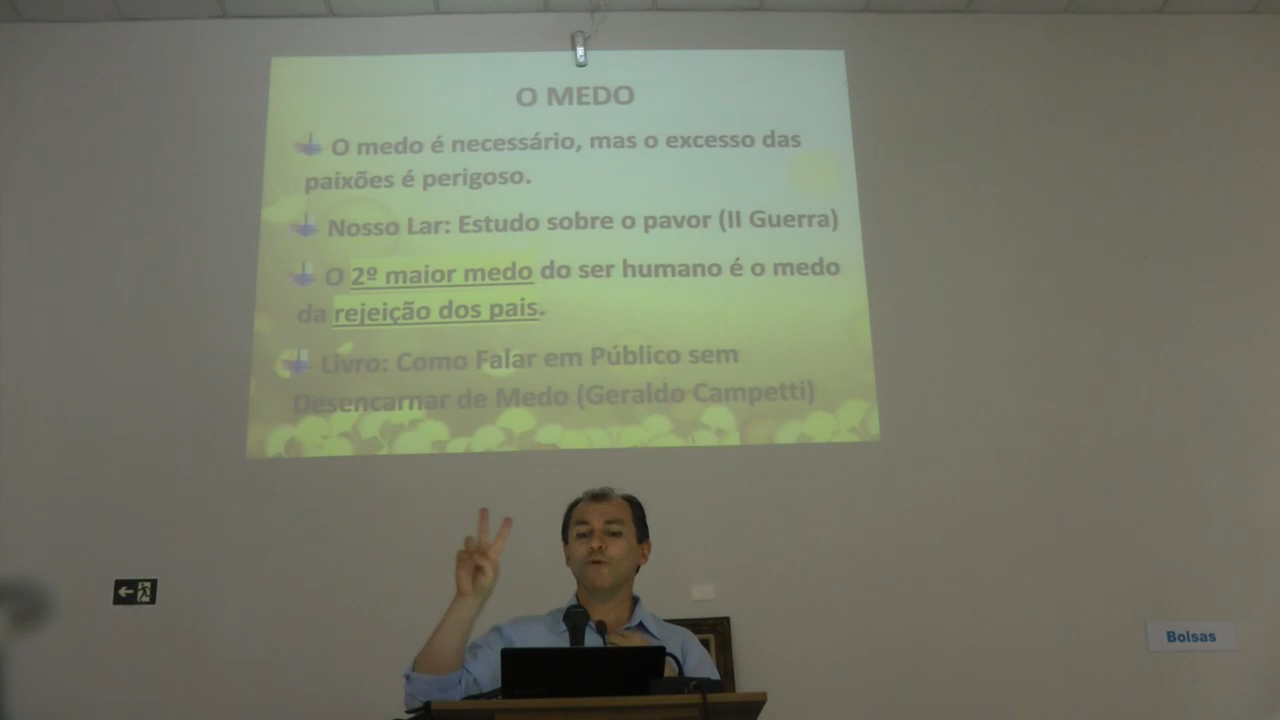 O MEDO
O medo é necessário, mas o excesso das
paixões é perigoso.
Nosso Lar: Estudo sobre o pavor (II Guerra)
O 2º maior medo do ser humano é o medo
da rejeição dos pais.
Livro: Como Falar em Público sem
Desencarnar de Medo (Geraldo Campetti)
Bolsas